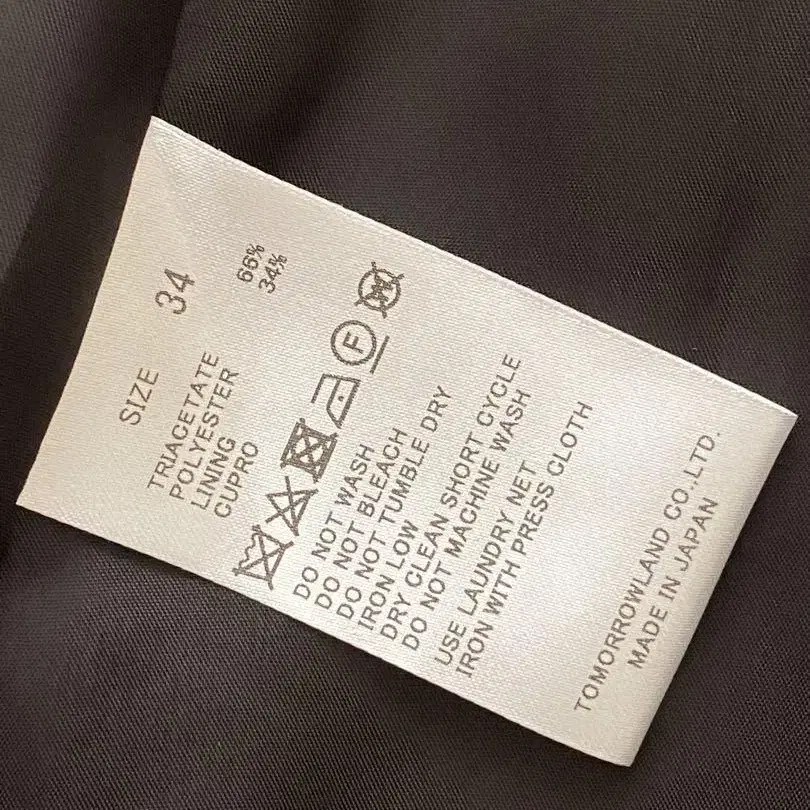 SIZE 34
TRIACETATE 66%
POLYESTER 34%
LINING
CUPRO
F W
DO NOT WASH
DO NOT BLEACH
DO NOT TUMBLE DRY
IRON LOW
DRY CLEAN SHORT CYCLE
DO NOT MACHINE WASH
USE LAUNDRY NET
IRON WITH PRESS CLOTH
TOMORROWLAND CO.,LTD.
MADE IN JAPAN